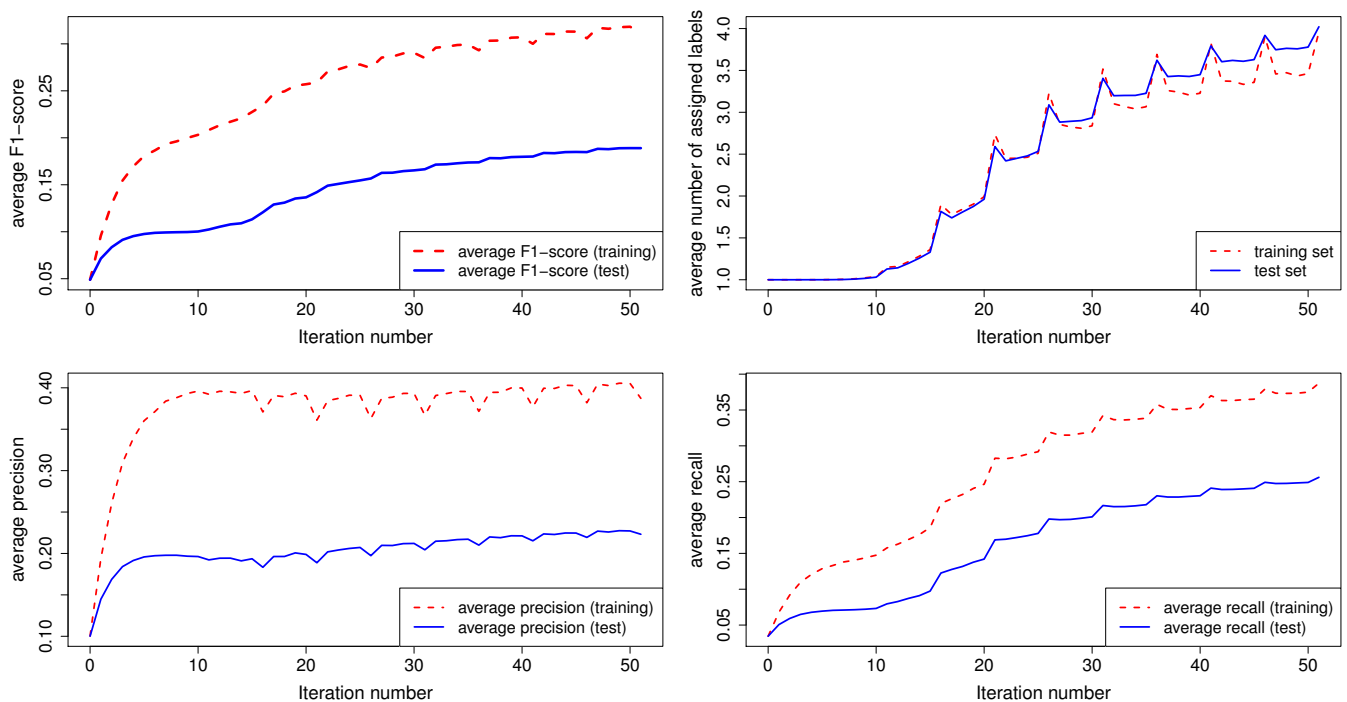 average F1−score
0.05
0.15
0.25
0
10
20
30
40
50
Iteration number
average F1−score (training)
average F1−score (test)
average number of assigned labels
1.0
1.5
2.0
2.5
3.0
3.5
4.0
0
10
20
30
40
50
Iteration number
training set
test set
average precision
0.10
0.20
0.30
0.40
0
10
20
30
40
50
Iteration number
average precision (training)
average precision (test)
average recall
0.05
0.15
0.25
0.35
0
10
20
30
40
50
Iteration number
average recall (training)
average recall (test)